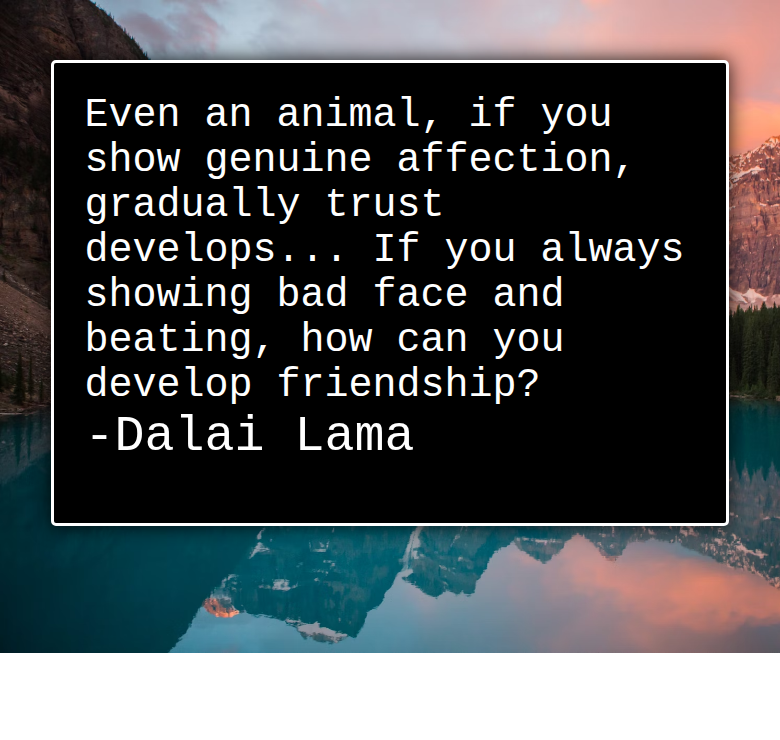 Even an animal, if you
show genuine affection,
gradually trust
develops... If you always
showing bad face and
beating, how can you
develop friendship?
-Dalai Lama